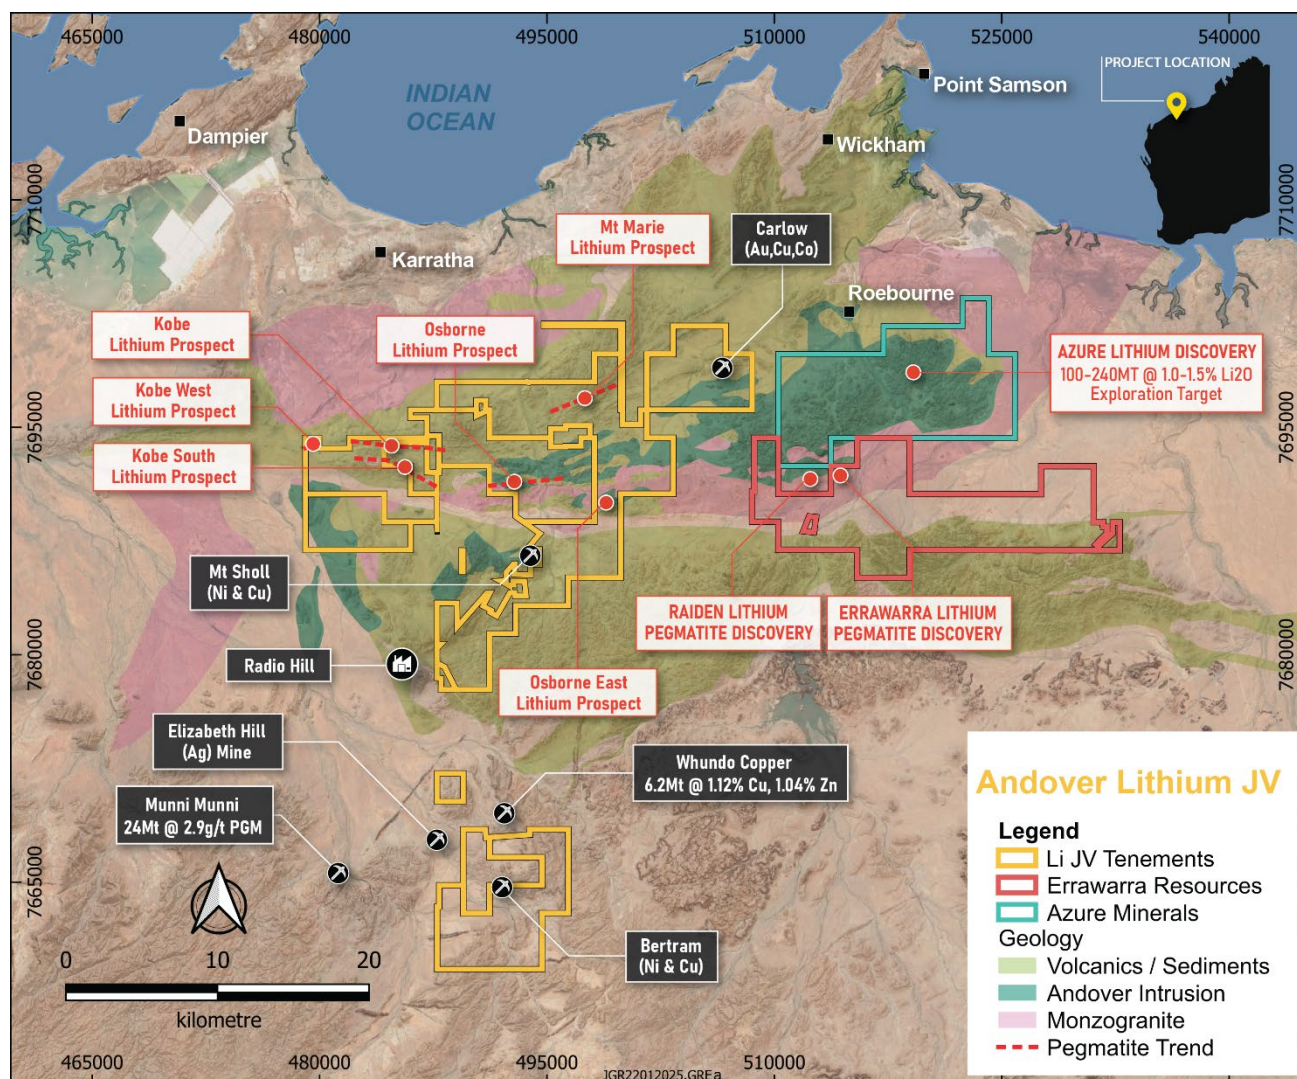 465000
480000
495000
510000
525000
540000
PROJECT LOCATION
INDIAN
OCEAN
Point Samson
Dampier
Wickham
7710000
7710000
Mt Marie
Lithium Prospect
Carlow
(Au,Cu,Co)
Karratha
Roebourne
Kobe
Lithium Prospect
Osborne
Lithium Prospect
AZURE LITHIUM DISCOVERY
100-240MT @ 1.0-1.5% Li2O
Exploration Target
Kobe West
Lithium Prospect
7695000
7695000
Kobe South
Lithium Prospect
Mt Sholl
(Ni & Cu)
RAIDEN LITHIUM
PEGMATITE DISCOVERY
ERRAWARRA LITHIUM
PEGMATITE DISCOVERY
Radio Hill
7680000
7680000
Osborne East
Lithium Prospect
Elizabeth Hill
(Ag) Mine
Whundo Copper
6.2Mt @ 1.12% Cu, 1.04% Zn
Munni Munni
24Mt @ 2.9g/t PGM
Andover Lithium JV
Legend
Li JV Tenements
Errawarra Resources
Azure Minerals
Geology
Volcanics / Sediments
Andover Intrusion
Monzogranite
Pegmatite Trend
7665000
Bertram
(Ni & Cu)
0
10
20
kilometre
465000
480000
495000
510000
525000
540000
JGR22012025.GREa